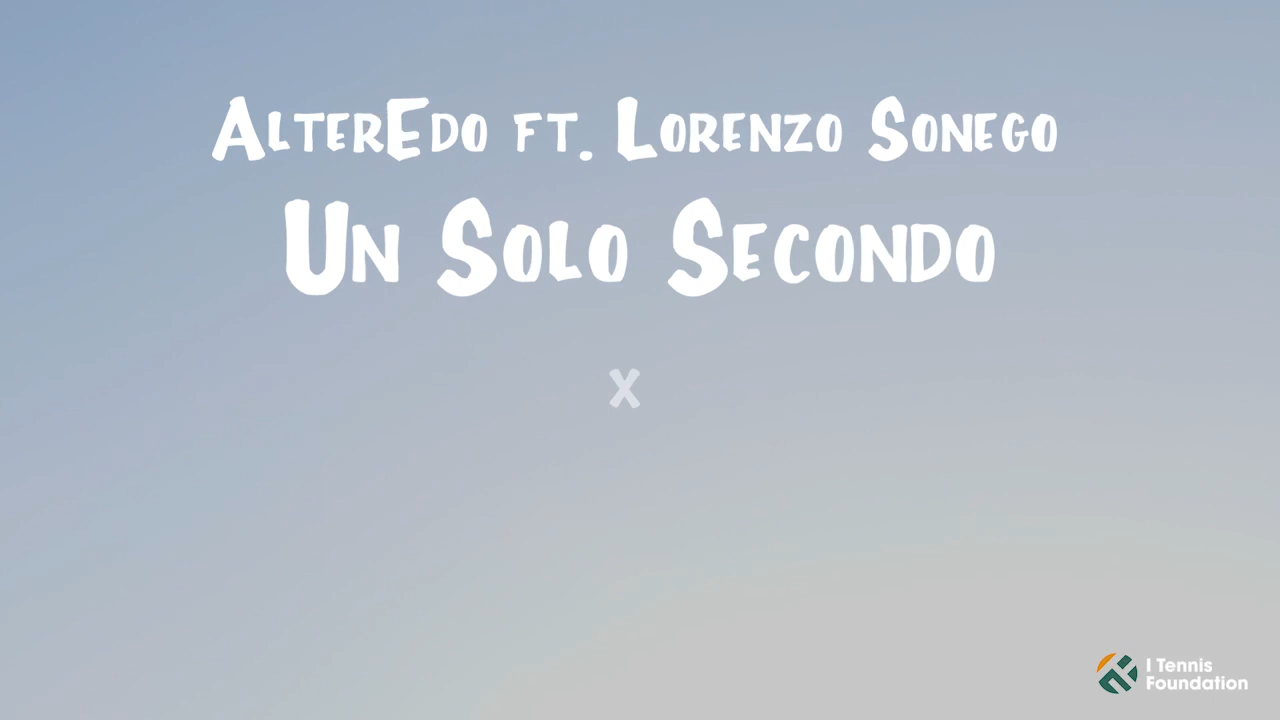 AlterEdo ft. Lorenzo Sonego
Un Solo Secondo
x
I Tennis
Foundation